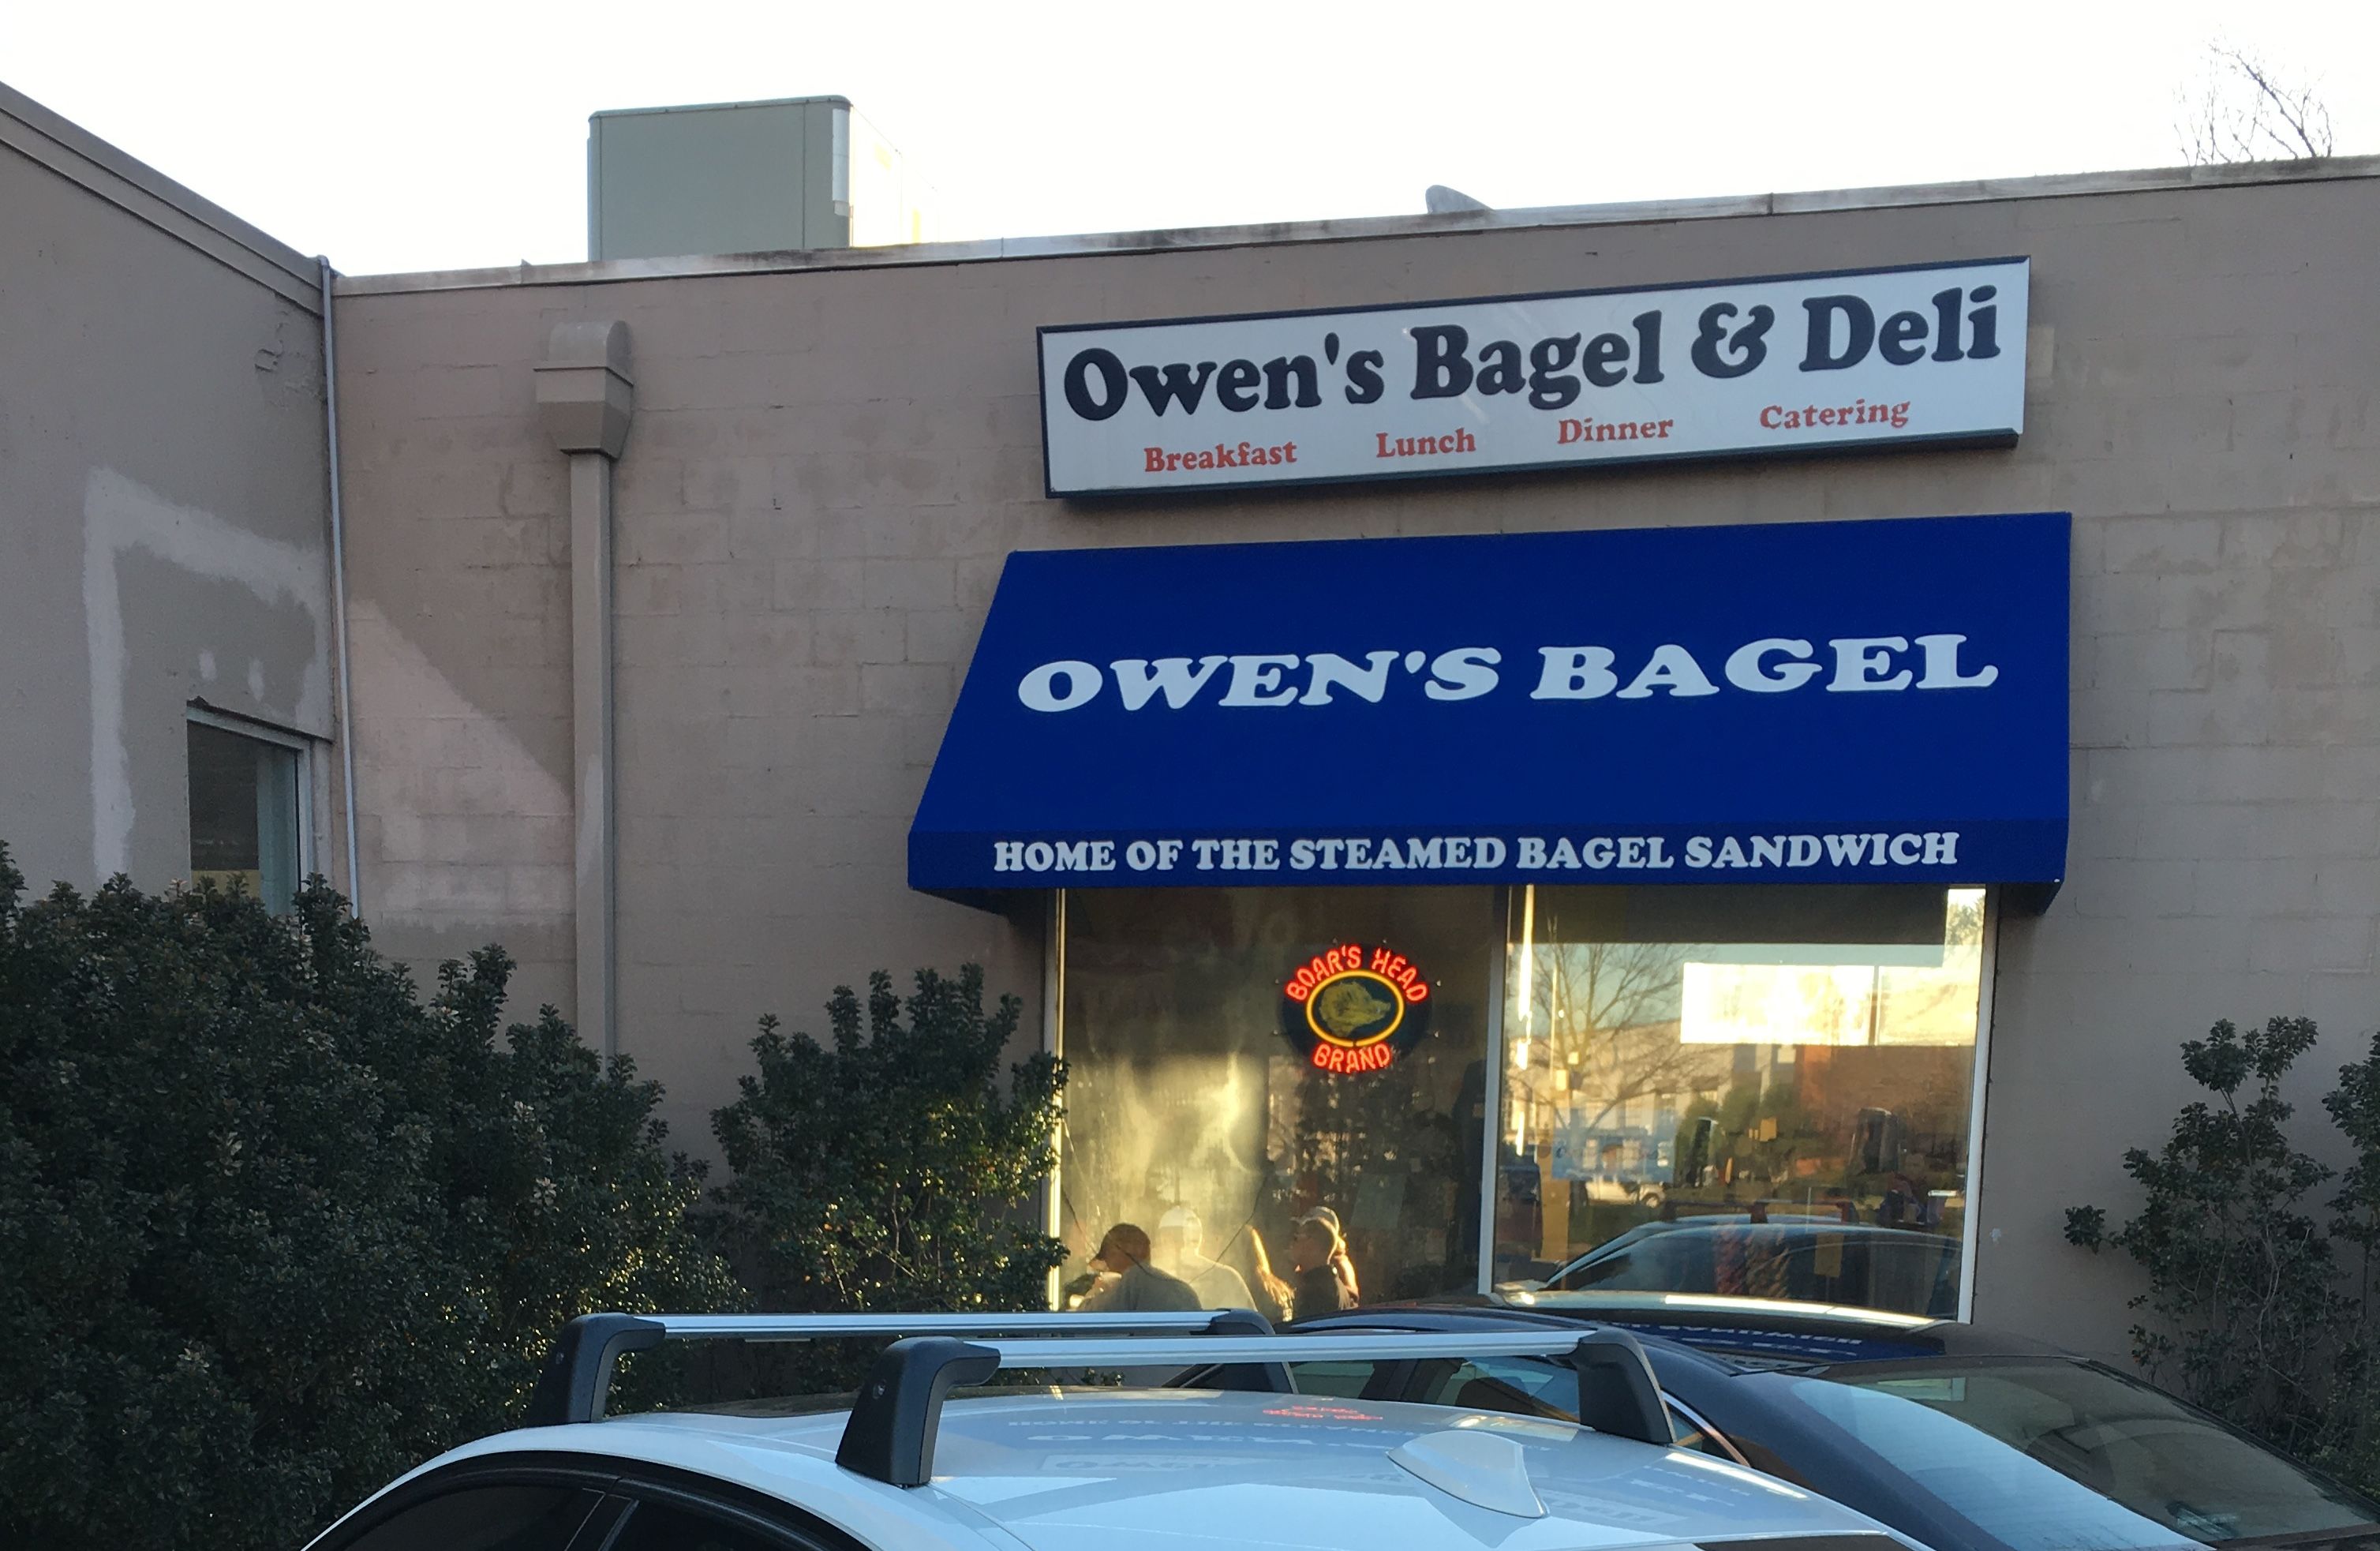 Owen's Bagel & Deli
Breakfast Lunch Dinner Catering
OWEN'S BAGEL
HOME OF THE STEAMED BAGEL SANDWICH
BOAR'S HEAD
BRAND